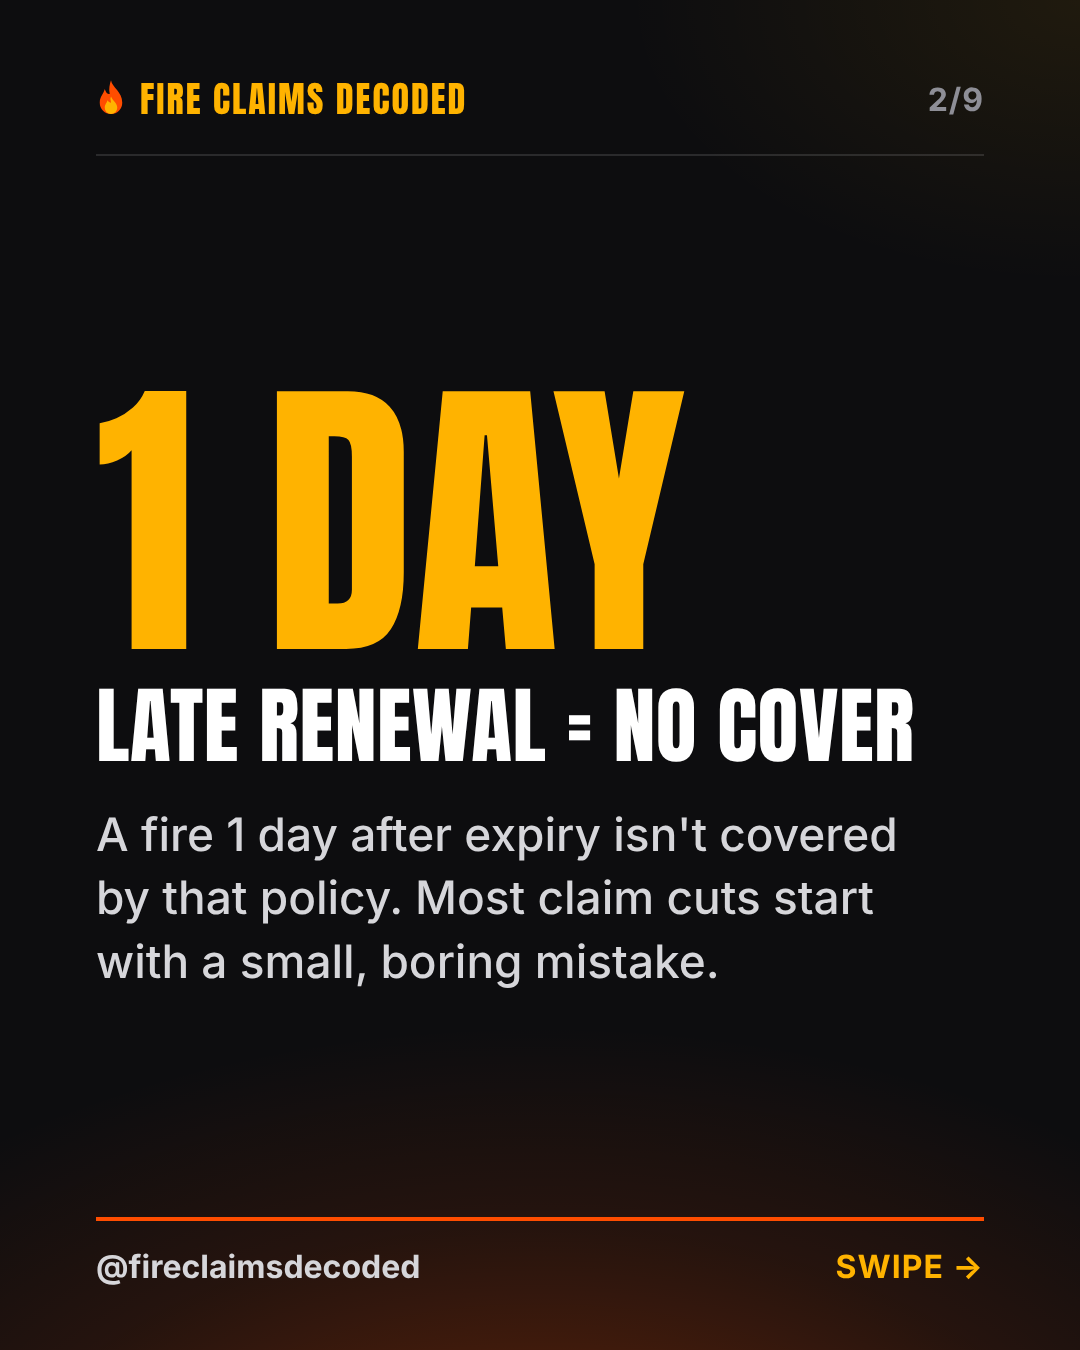 FIRE CLAIMS DECODED
2/9
1 DAY
LATE RENEWAL = NO COVER
A fire 1 day after expiry isn't covered
by that policy. Most claim cuts start
with a small, boring mistake.
@fireclaimsdecoded
SWIPE →